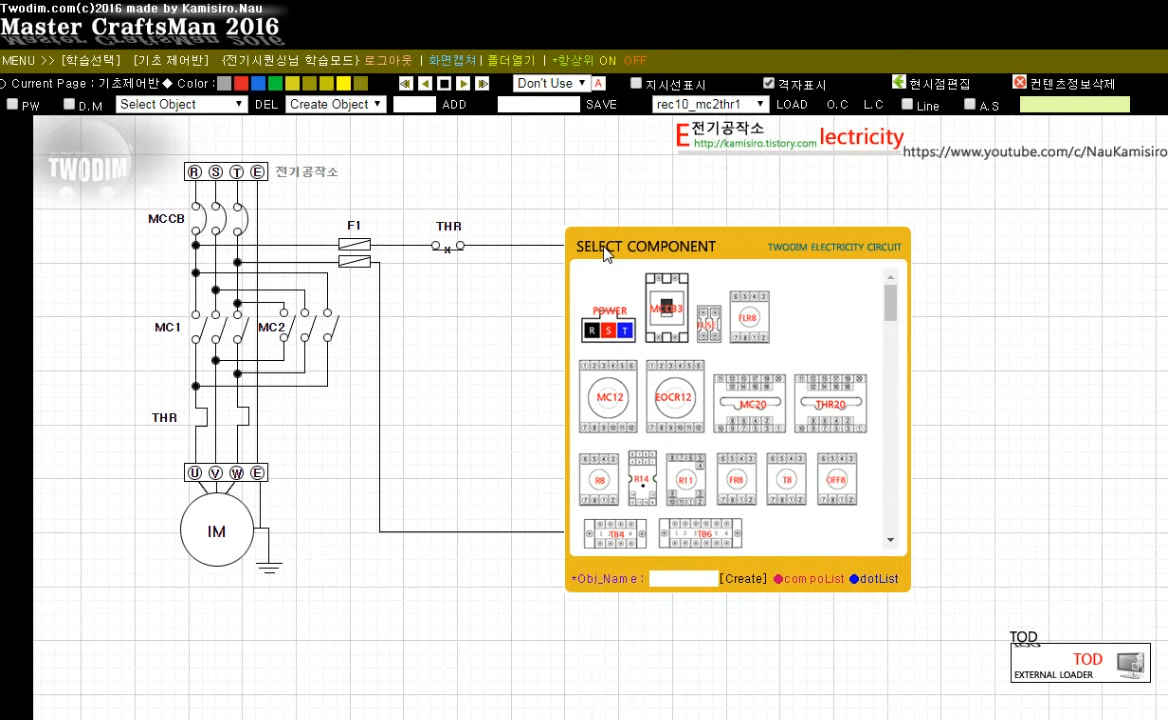 Twodim.com(c)2016 made by Kamisiro.Nau
Master CraftsMan 2016
MENU >> [학습선택] [기초 제어반] {전기시퀀싱님 학습모드} 로그아웃 | 화면캡쳐 | 폴더열기 | *항상위 ON OFF
Current Page : 기초제어반◆ Color :
Don't Use A 지시선표시 격자표시 현시점편집 컨텐츠정보삭제
PW D.M Select Object DEL Create Object ADD SAVE rec10_mc2thr1 LOAD O.C L.C Line A.S
E 전기공작소 lectricity
http://kamisiro.tistory.com
https://www.youtube.com/c/NauKamisiro
TWODIM
R S T E 전기공작소
MCCB
F1
THR
MC1
MC2
THR
U V W E
IM
SELECT COMPONENT TWODIM ELECTRICITY CIRCUIT
POWER
R S T
MCCB3
FUSE
FLR8
MC12
EOCR12
MC20
THR20
R8
R14
R11
FR8
T8
OFF8
TB4
TB6
*Obj_Name : [Create] compoList dotList
TOD
TOD
EXTERNAL LOADER